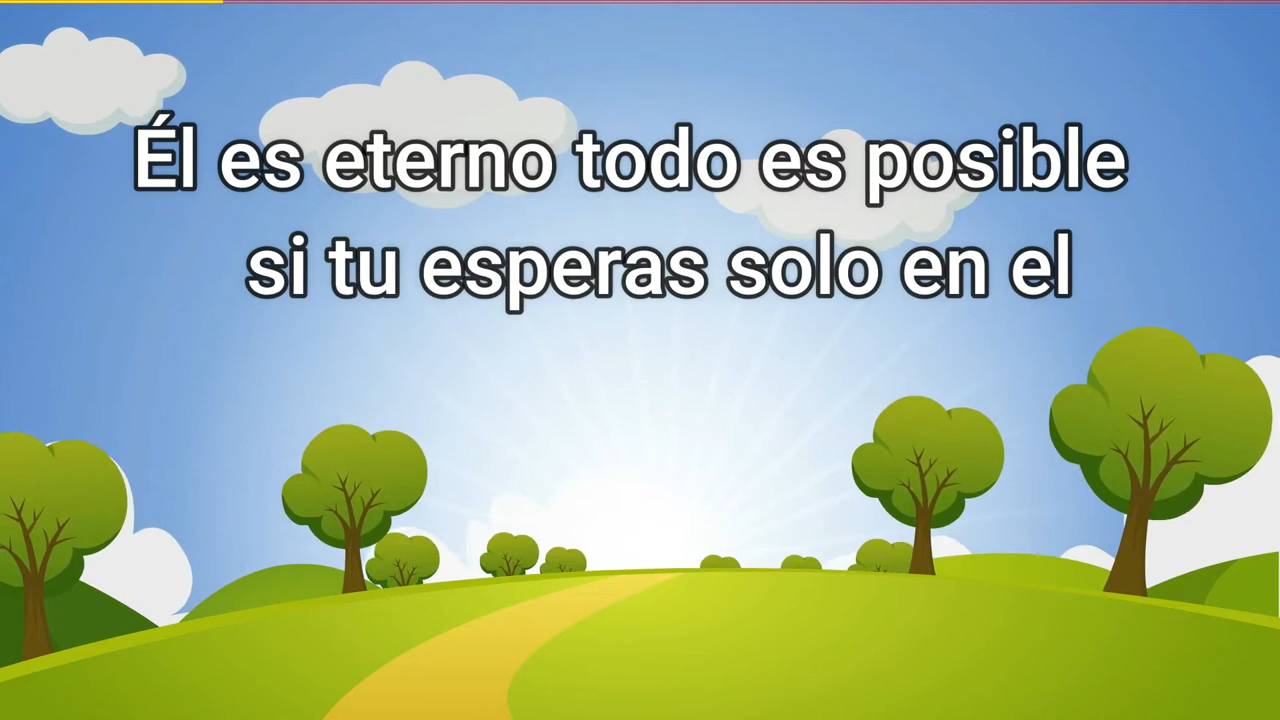 Él es eterno todo es posible
si tu esperas solo en el